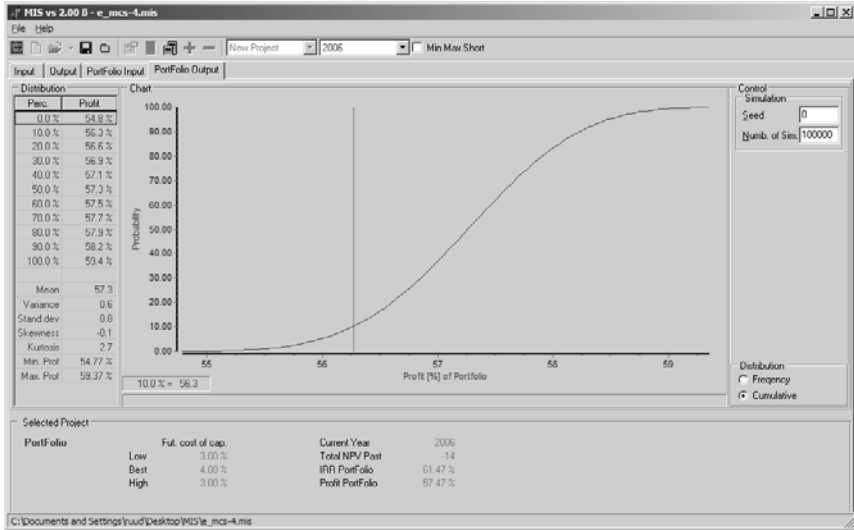 MIS vs 2.00 ß - e_mcs-4.mis
File Help
New Project 2006 Min Max Short
Input Output PortFolio Input PortFolio Output
Distribution
Perc. Profit
0.0 % 54.8 %
10.0 % 56.3 %
20.0 % 56.6 %
30.0 % 56.9 %
40.0 % 57.1 %
50.0 % 57.3 %
60.0 % 57.5 %
70.0 % 57.7 %
80.0 % 57.9 %
90.0 % 58.2 %
100.0 % 59.4 %
Mean 57.3
Variance 0.6
Stand.dev 0.8
Skewness -0.1
Kurtosis 2.7
Min. Prof 54.77 %
Max. Prof 59.37 %
Chart
Probability
100.00
90.00
80.00
70.00
60.00
50.00
40.00
30.00
20.00
10.00
0.00
55 56 57 58 59
Profit [%] of Portfolio
10.0 % = 56.3
Control
Simulation
Seed 0
Numb. of Sim. 100000
Distribution
Freqency
Cumulative
Selected Project
PortFolio Fut. cost of cap. Current Year 2006
Low 3.00 % Total NPV Past -14
Best 4.00 % IRR PortFolio 61.47 %
High 3.00 % Profit PortFolio 57.47 %
C:\Documents and Settings\ruud\Desktop\MIS\e_mcs-4.mis